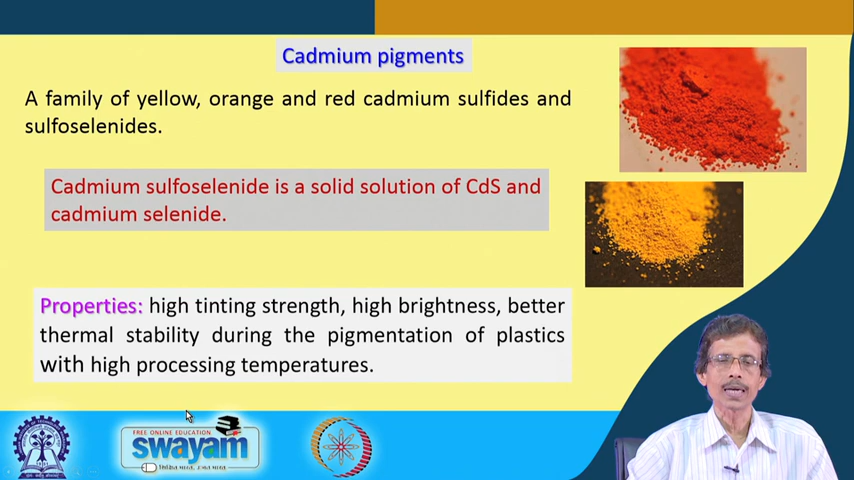 Cadmium pigments
A family of yellow, orange and red cadmium sulfides and
sulfoselenides.
Cadmium sulfoselenide is a solid solution of CdS and
cadmium selenide.
Properties: high tinting strength, high brightness, better
thermal stability during the pigmentation of plastics
with high processing temperatures.
FREE ONLINE EDUCATION
swayam